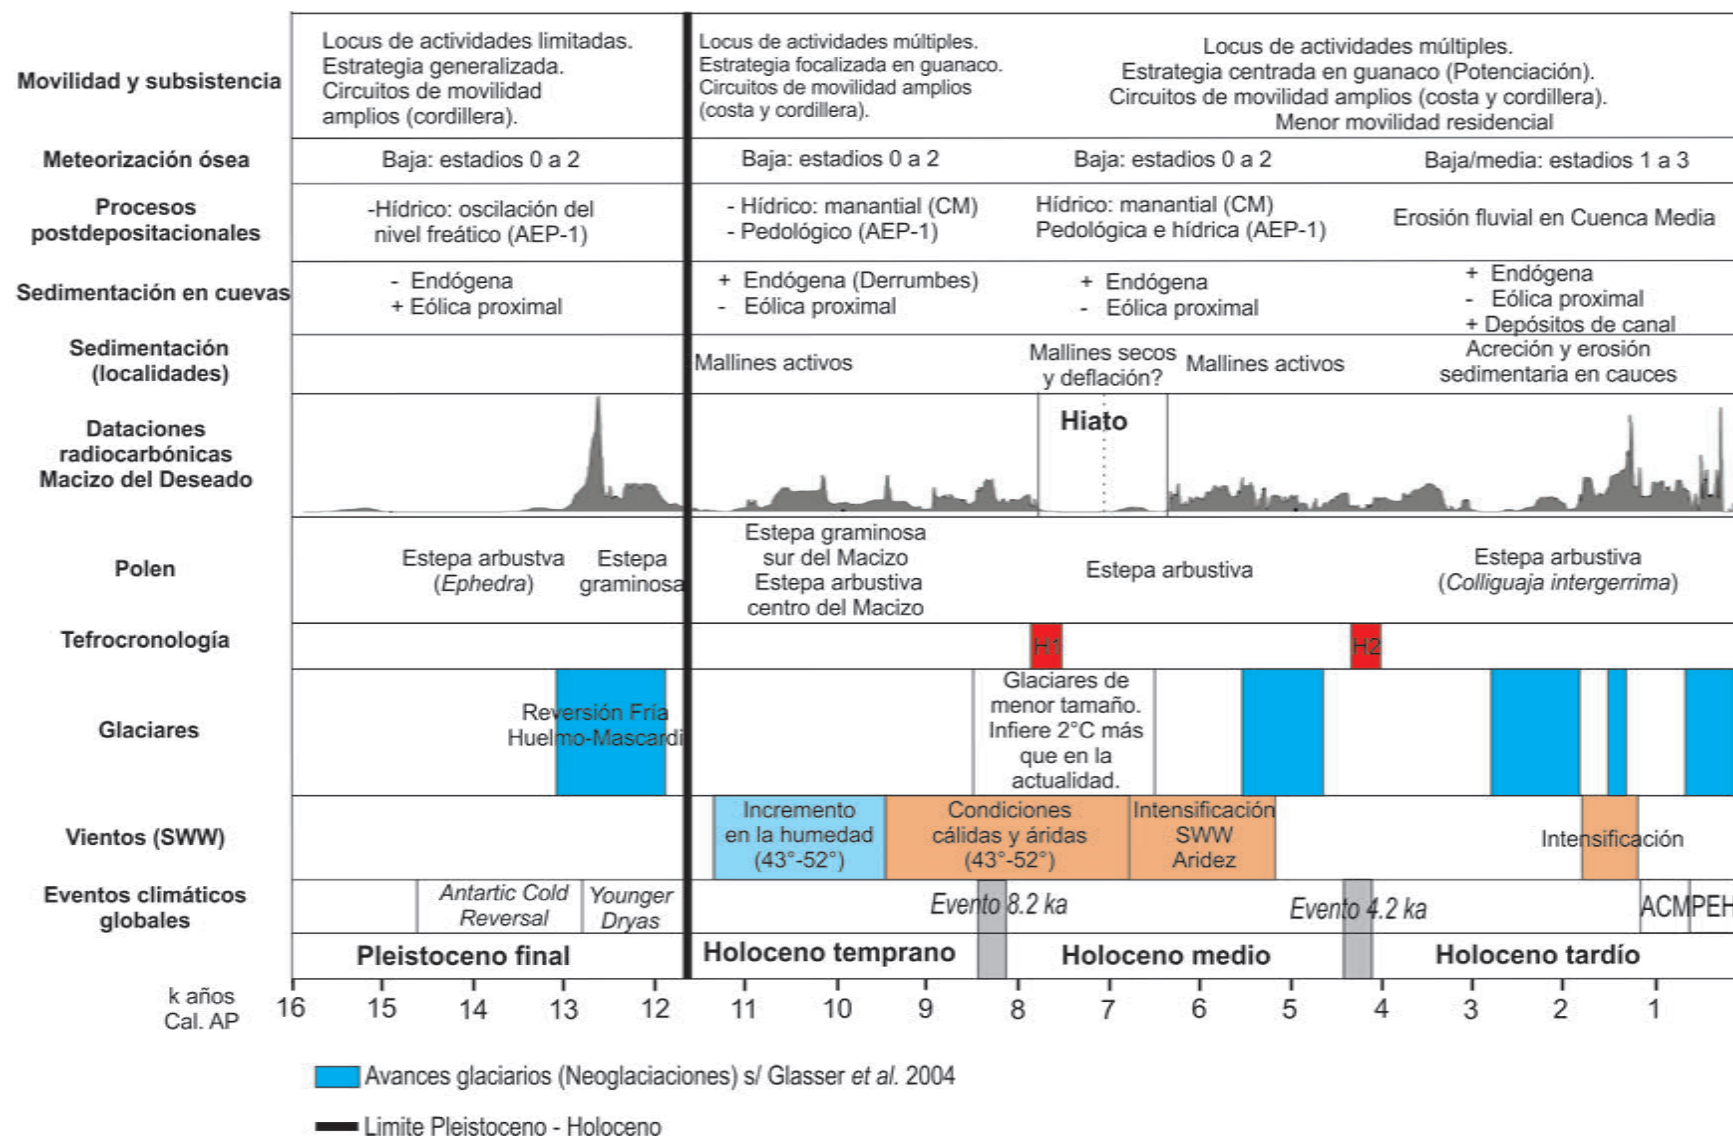 Movilidad y subsistencia
Locus de actividades limitadas.
Estrategia generalizada.
Circuitos de movilidad
amplios (cordillera).
Locus de actividades múltiples.
Estrategia focalizada en guanaco.
Circuitos de movilidad amplios
(costa y cordillera).
Locus de actividades múltiples.
Estrategia centrada en guanaco (Potenciación).
Circuitos de movilidad amplios (costa y cordillera).
Menor movilidad residencial
Meteorización ósea
Baja: estadios 0 a 2
Baja: estadios 0 a 2
Baja: estadios 0 a 2
Baja/media: estadios 1 a 3
Procesos
postdepositacionales
-Hídrico: oscilación del
nivel freático (AEP-1)
- Hídrico: manantial (CM)
- Pedológico (AEP-1)
Hídrico: manantial (CM)
Pedológica e hídrica (AEP-1)
Erosión fluvial en Cuenca Media
Sedimentación en cuevas
- Endógena
+ Eólica proximal
+ Endógena (Derrumbes)
- Eólica proximal
+ Endógena
- Eólica proximal
+ Endógena
- Eólica proximal
+ Depósitos de canal
Sedimentación
(localidades)
Mallines activos
Mallines secos
y deflación?
Mallines activos
Acreción y erosión
sedimentaria en cauces
Dataciones
radiocarbónicas
Macizo del Deseado
Hiato
Polen
Estepa arbustva
(Ephedra)
Estepa
graminosa
Estepa graminosa
sur del Macizo
Estepa arbustiva
centro del Macizo
Estepa arbustiva
Estepa arbustiva
(Colliguaja intergerrima)
Tefrocronología
H1
H2
Glaciares
Reversión Fría
Huelmo-Mascardi
Glaciares de
menor tamaño.
Infiere 2°C más
que en la
actualidad.
Vientos (SWW)
Incremento
en la humedad
(43°-52°)
Condiciones
cálidas y áridas
(43°-52°)
Intensificación
SWW
Aridez
Intensificación
Eventos climáticos
globales
Antartic Cold
Reversal
Younger
Dryas
Evento 8.2 ka
Evento 4.2 ka
ACM
PEH
Pleistoceno final
Holoceno temprano
Holoceno medio
Holoceno tardío
k años
Cal. AP
16 15 14 13 12 11 10 9 8 7 6 5 4 3 2 1
Avances glaciarios (Neoglaciaciones) s/ Glasser et al. 2004
Limite Pleistoceno - Holoceno